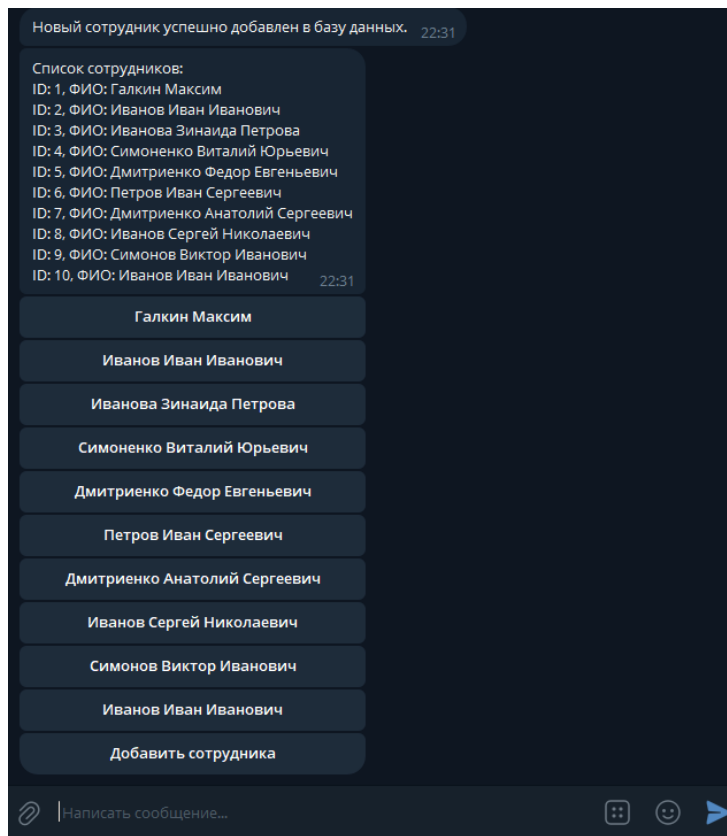 Новый сотрудник успешно добавлен в базу данных. 22:31
Список сотрудников:
ID: 1, ФИО: Галкин Максим
ID: 2, ФИО: Иванов Иван Иванович
ID: 3, ФИО: Иванова Зинаида Петрова
ID: 4, ФИО: Симоненко Виталий Юрьевич
ID: 5, ФИО: Дмитриенко Федор Евгеньевич
ID: 6, ФИО: Петров Иван Сергеевич
ID: 7, ФИО: Дмитриенко Анатолий Сергеевич
ID: 8, ФИО: Иванов Сергей Николаевич
ID: 9, ФИО: Симонов Виктор Иванович
ID: 10, ФИО: Иванов Иван Иванович 22:31
Галкин Максим
Иванов Иван Иванович
Иванова Зинаида Петрова
Симоненко Виталий Юрьевич
Дмитриенко Федор Евгеньевич
Петров Иван Сергеевич
Дмитриенко Анатолий Сергеевич
Иванов Сергей Николаевич
Симонов Виктор Иванович
Иванов Иван Иванович
Добавить сотрудника
Написать сообщение...